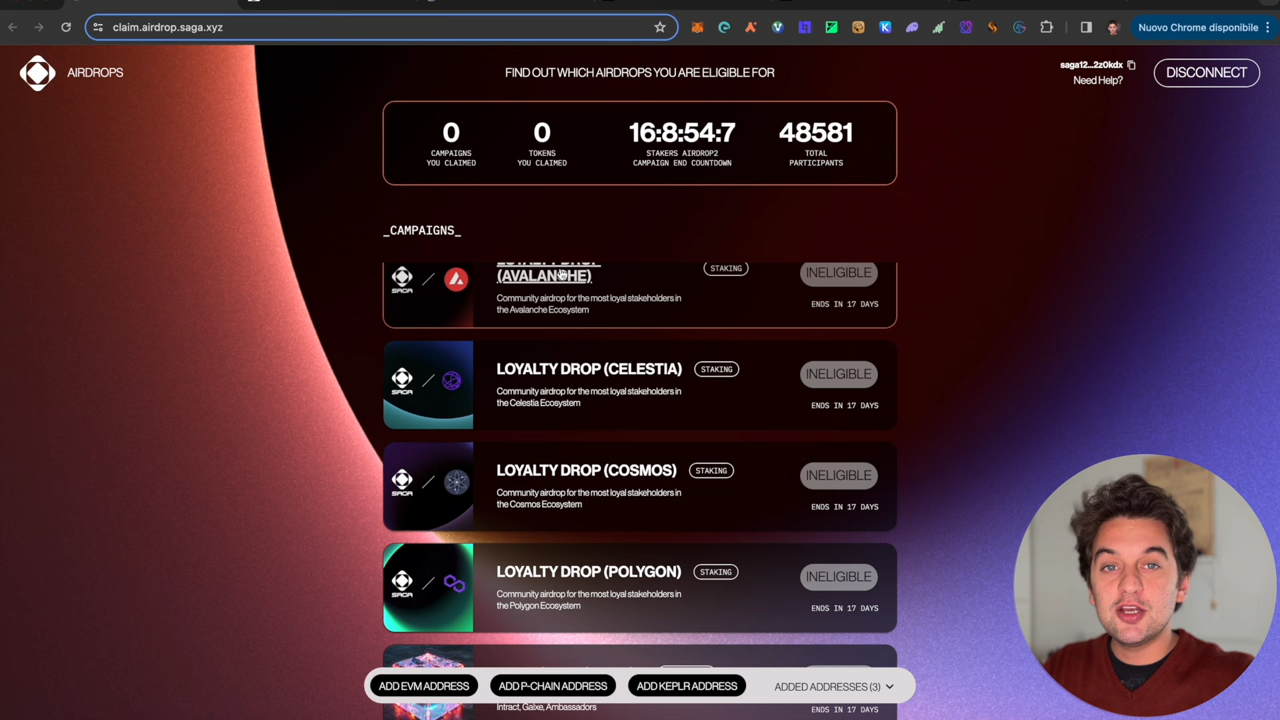 claim.airdrop.saga.xyz
Nuovo Chrome disponibile
AIRDROPS
FIND OUT WHICH AIRDROPS YOU ARE ELIGIBLE FOR
saga12...2z0kdx
Need Help?
DISCONNECT
0
CAMPAIGNS
YOU CLAIMED
0
TOKENS
YOU CLAIMED
16:8:54:7
STAKERS AIRDROP2
CAMPAIGN END COUNTDOWN
48581
TOTAL
PARTICIPANTS
_CAMPAIGNS_
SAGA
LOYALTY DROP
(AVALANCHE)
STAKING
Community airdrop for the most loyal stakeholders in
the Avalanche Ecosystem
INELIGIBLE
ENDS IN 17 DAYS
SAGA
LOYALTY DROP (CELESTIA)
STAKING
Community airdrop for the most loyal stakeholders in
the Celestia Ecosystem
INELIGIBLE
ENDS IN 17 DAYS
SAGA
LOYALTY DROP (COSMOS)
STAKING
Community airdrop for the most loyal stakeholders in
the Cosmos Ecosystem
INELIGIBLE
ENDS IN 17 DAYS
SAGA
LOYALTY DROP (POLYGON)
STAKING
Community airdrop for the most loyal stakeholders in
the Polygon Ecosystem
INELIGIBLE
ENDS IN 17 DAYS
ADD EVM ADDRESS
ADD P-CHAIN ADDRESS
ADD KEPLR ADDRESS
ADDED ADDRESSES (3)
Intract, Galxe, Ambassadors
ENDS IN 17 DAYS